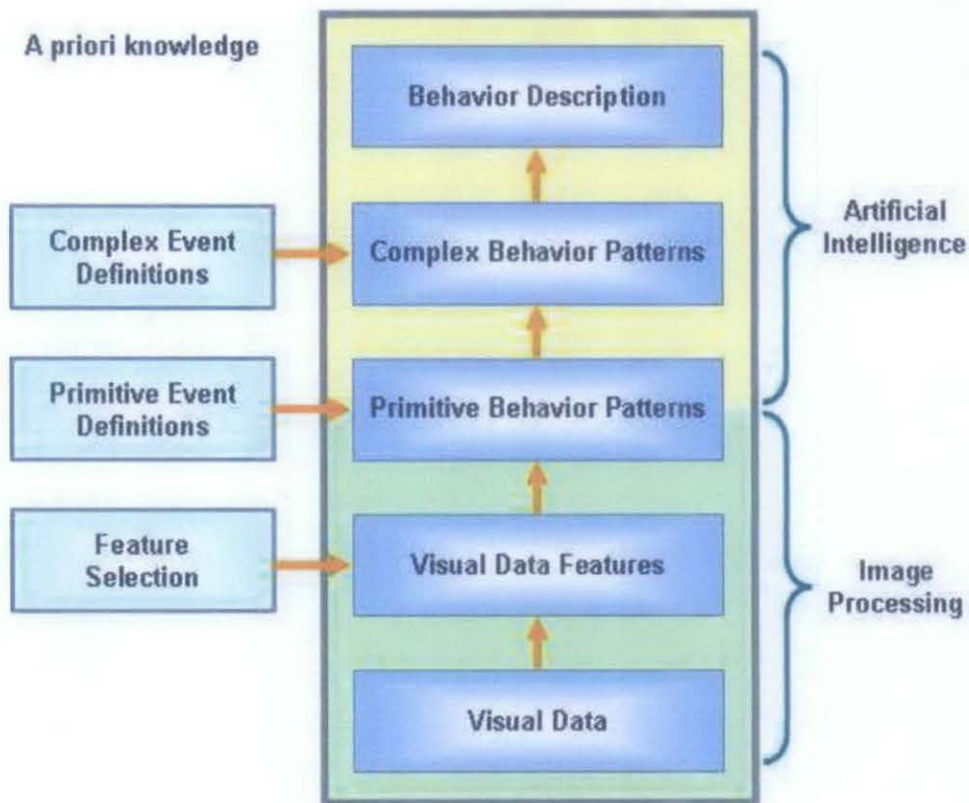 A priori knowledge
Behavior Description
Complex Event
Definitions
Complex Behavior Patterns
Artificial
Intelligence
Primitive Event
Definitions
Primitive Behavior Patterns
Feature
Selection
Visual Data Features
Image
Processing
Visual Data